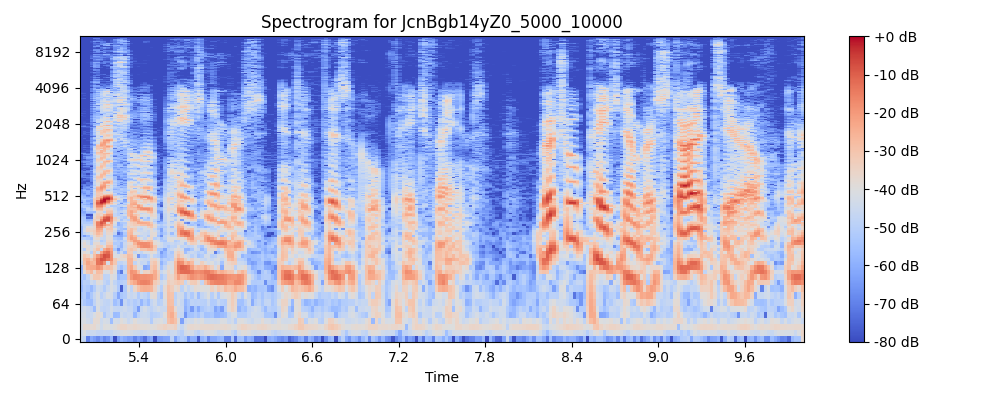 Spectrogram for JcnBgb14yZ0_5000_10000
+0 dB
8192
-10 dB
4096
-20 dB
2048
-30 dB
1024
-40 dB
Hz
512
-50 dB
256
-60 dB
128
64
-70 dB
0
-80 dB
5.4 6.0 6.6 7.2 7.8 8.4 9.0 9.6
Time